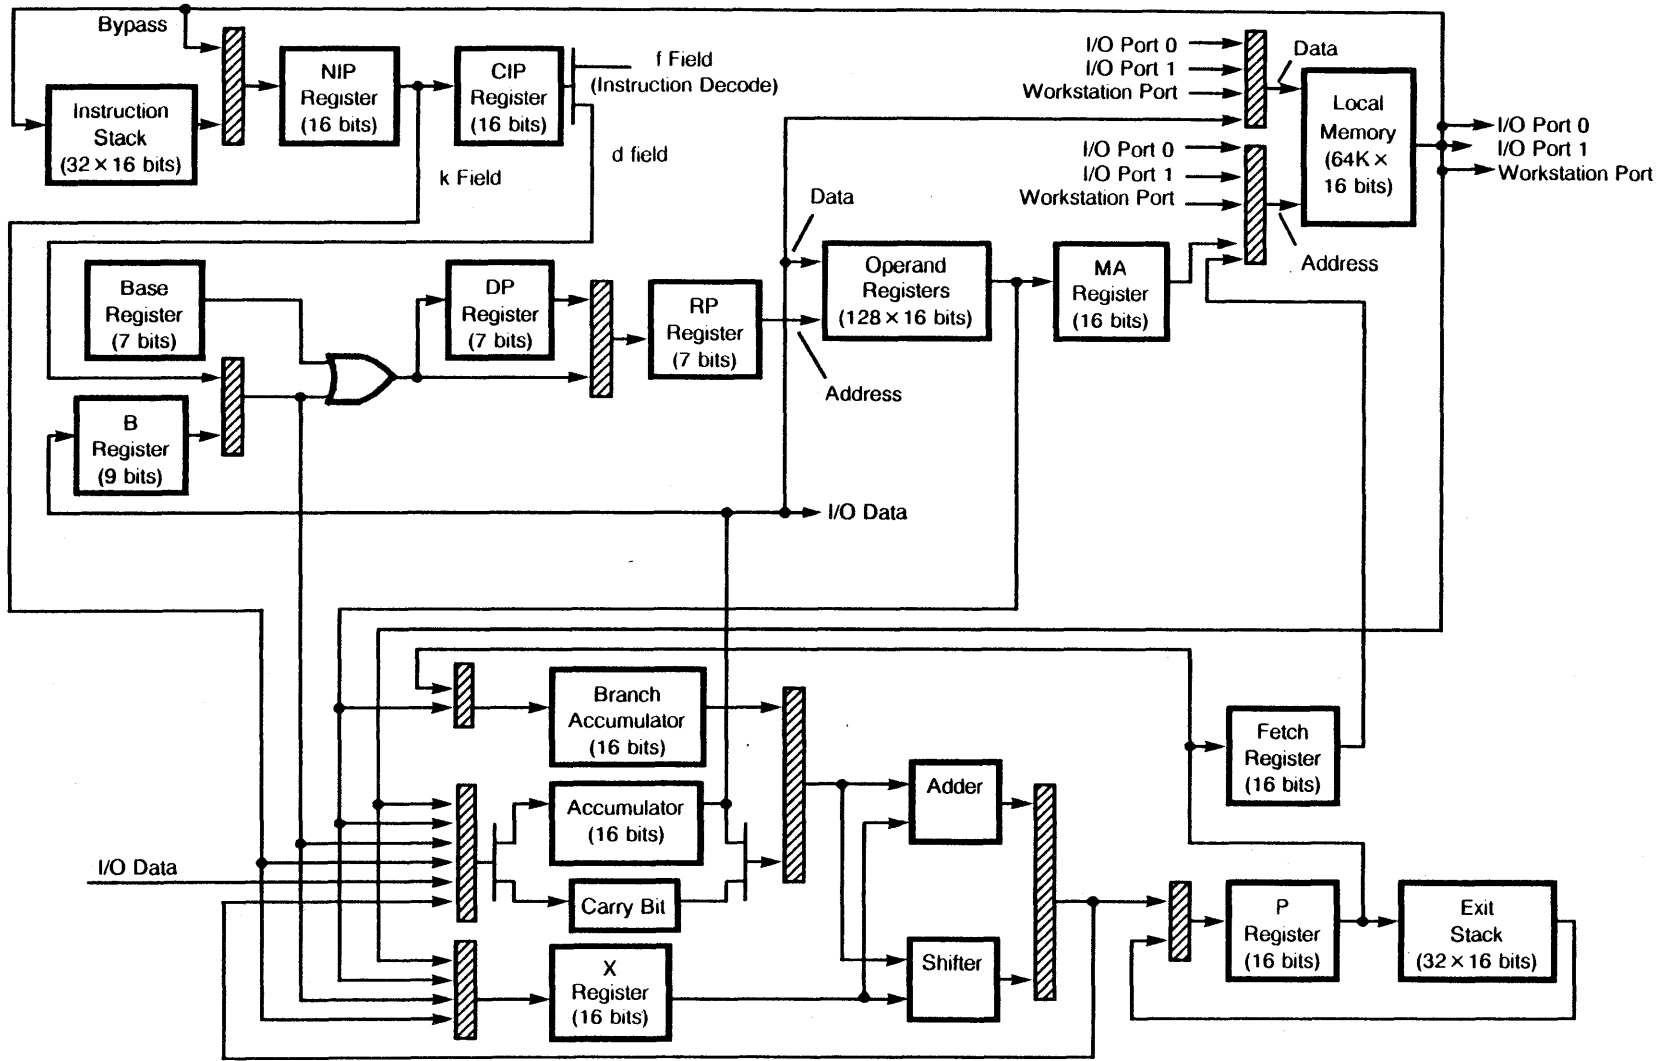 Bypass
Instruction
Stack
(32 × 16 bits)
NIP
Register
(16 bits)
CIP
Register
(16 bits)
f Field
(Instruction Decode)
d field
k Field
I/O Port 0
I/O Port 1
Workstation Port
Data
Local
Memory
(64K ×
16 bits)
I/O Port 0
I/O Port 1
Workstation Port
I/O Port 0
I/O Port 1
Workstation Port
Address
Base
Register
(7 bits)
DP
Register
(7 bits)
RP
Register
(7 bits)
Data
Address
Operand
Registers
(128 × 16 bits)
MA
Register
(16 bits)
B
Register
(9 bits)
I/O Data
Branch
Accumulator
(16 bits)
Accumulator
(16 bits)
Carry Bit
I/O Data
X
Register
(16 bits)
Adder
Shifter
Fetch
Register
(16 bits)
P
Register
(16 bits)
Exit
Stack
(32 × 16 bits)